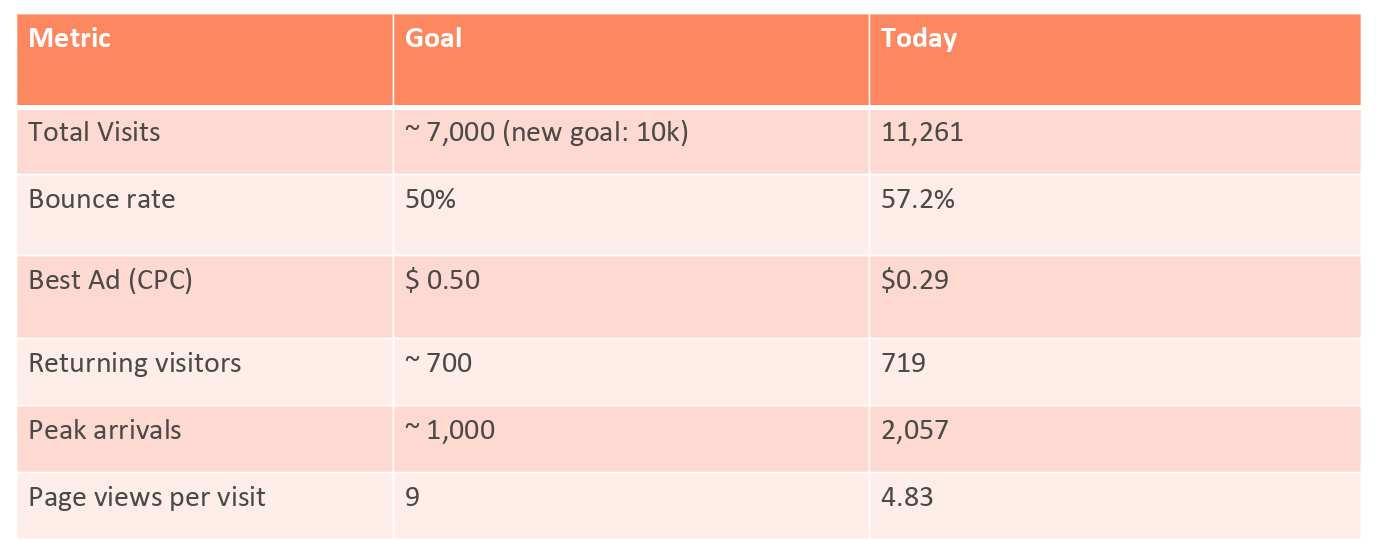 Metric Goal Today
Total Visits ~ 7,000 (new goal: 10k) 11,261
Bounce rate 50% 57.2%
Best Ad (CPC) $ 0.50 $0.29
Returning visitors ~ 700 719
Peak arrivals ~ 1,000 2,057
Page views per visit 9 4.83